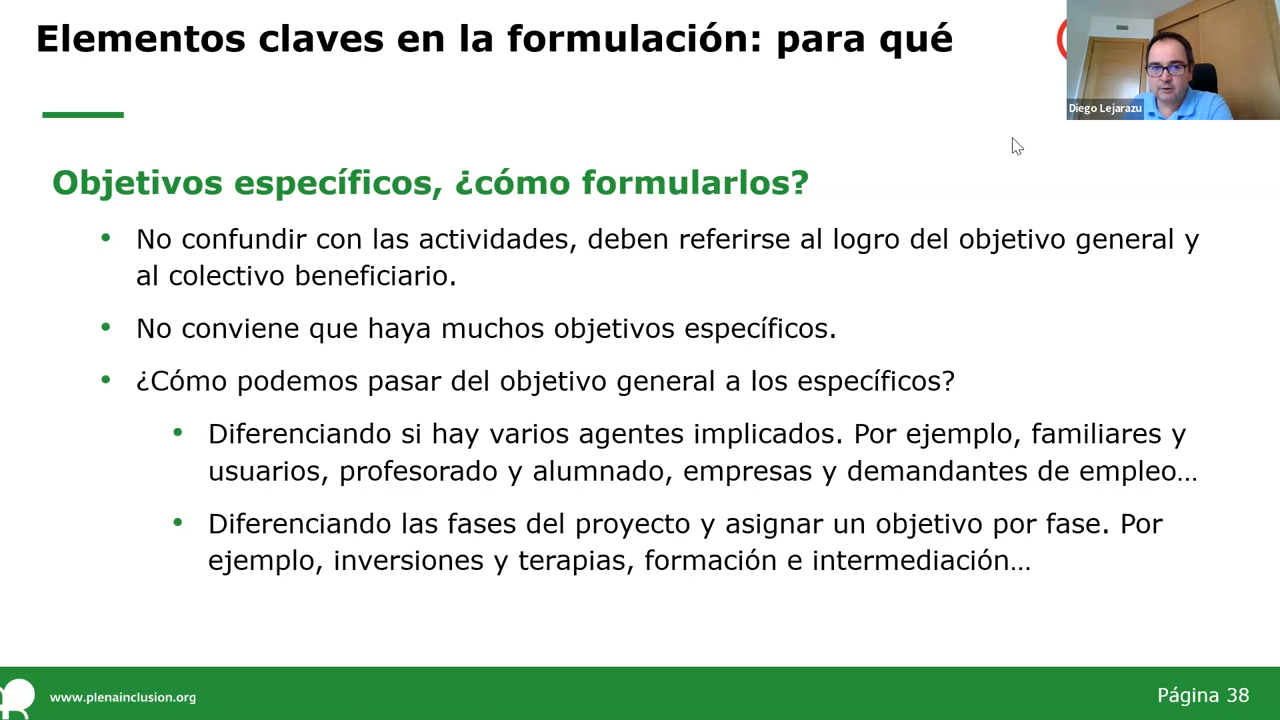 Elementos claves en la formulación: para qué
Diego Lejarazu
Objetivos específicos, ¿cómo formularlos?
• No confundir con las actividades, deben referirse al logro del objetivo general y
al colectivo beneficiario.
• No conviene que haya muchos objetivos específicos.
• ¿Cómo podemos pasar del objetivo general a los específicos?
• Diferenciando si hay varios agentes implicados. Por ejemplo, familiares y
usuarios, profesorado y alumnado, empresas y demandantes de empleo…
• Diferenciando las fases del proyecto y asignar un objetivo por fase. Por
ejemplo, inversiones y terapias, formación e intermediación…
www.plenainclusion.org
Página 38